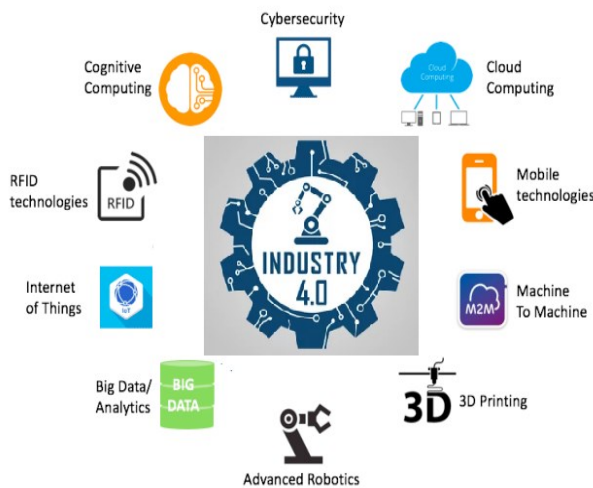 Cybersecurity
Cognitive
Computing
Cloud
Computing
Cloud
Computing
RFID
technologies
RFID
Mobile
technologies
INDUSTRY
4.0
Internet
of Things
IoT
M2M
Machine
To Machine
Big Data/
Analytics
BIG
DATA
3D
3D Printing
Advanced Robotics